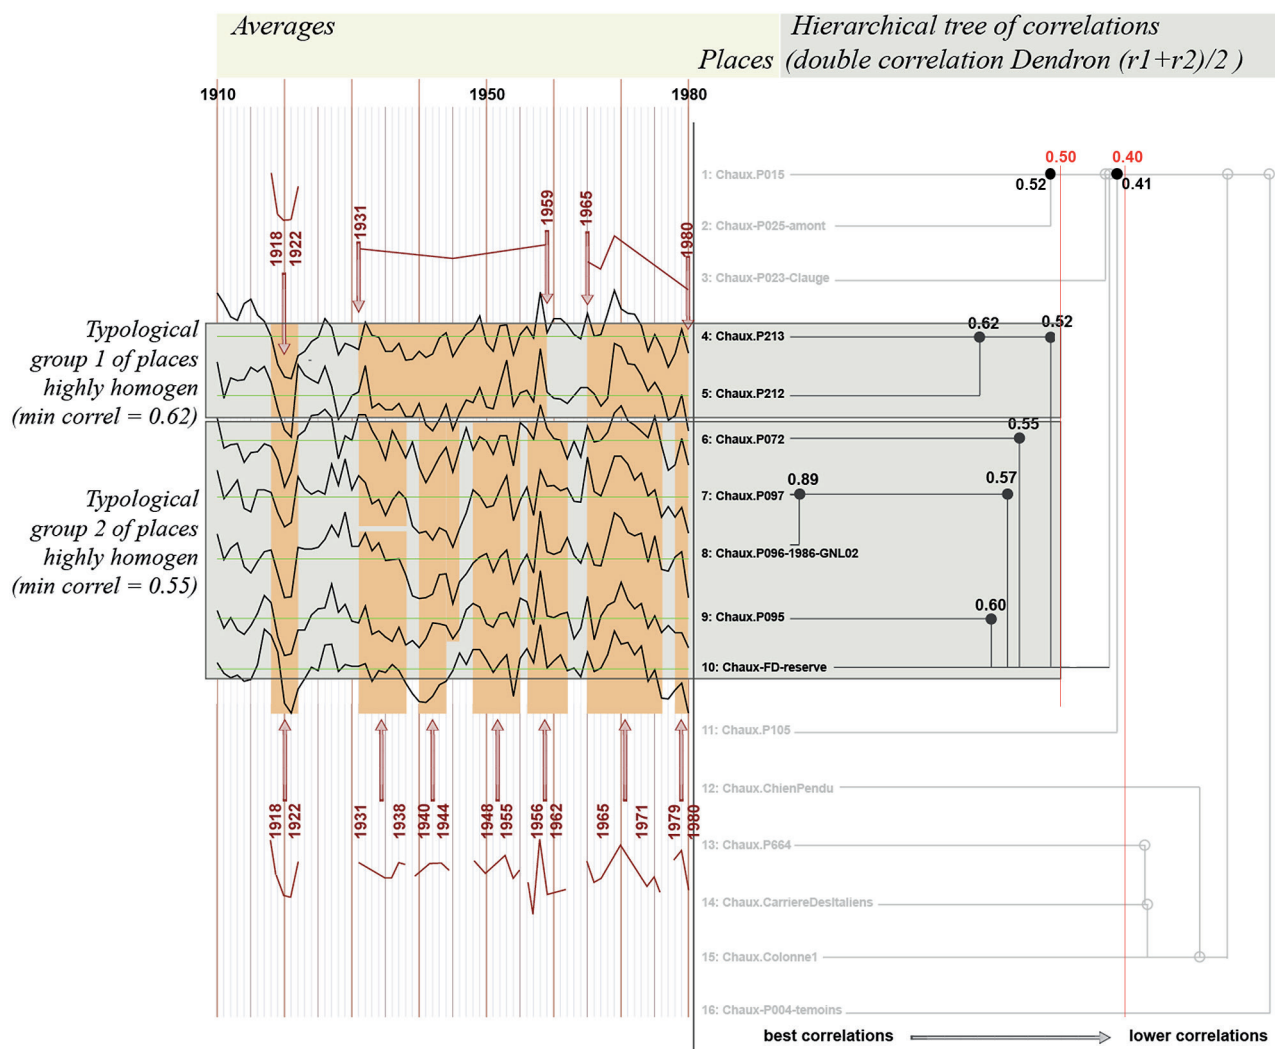 Averages
Hierarchical tree of correlations
Places (double correlation Dendron (r1+r2)/2 )
1910 1950 1980
0.50 0.40
1: Chaux.P015
0.52 0.41
1918
1922
1931
1959
1965
1980
2: Chaux-P025-amont
3: Chaux-P023-Clauge
Typological
group 1 of places
highly homogen
(min correl = 0.62)
0.62 0.52
4: Chaux.P213
5: Chaux.P212
Typological
group 2 of places
highly homogen
(min correl = 0.55)
0.55
6: Chaux.P072
0.89 0.57
7: Chaux.P097
8: Chaux.P096-1986-GNL02
0.60
9: Chaux.P095
10: Chaux-FD-reserve
11: Chaux.P105
12: Chaux.ChienPendu
1918
1922
1931
1938
1940
1944
1948
1955
1956
1962
1965
1971
1979
1980
13: Chaux.P664
14: Chaux.CarriereDesItaliens
15: Chaux.Colonne1
16: Chaux-P004-temoins
best correlations lower correlations